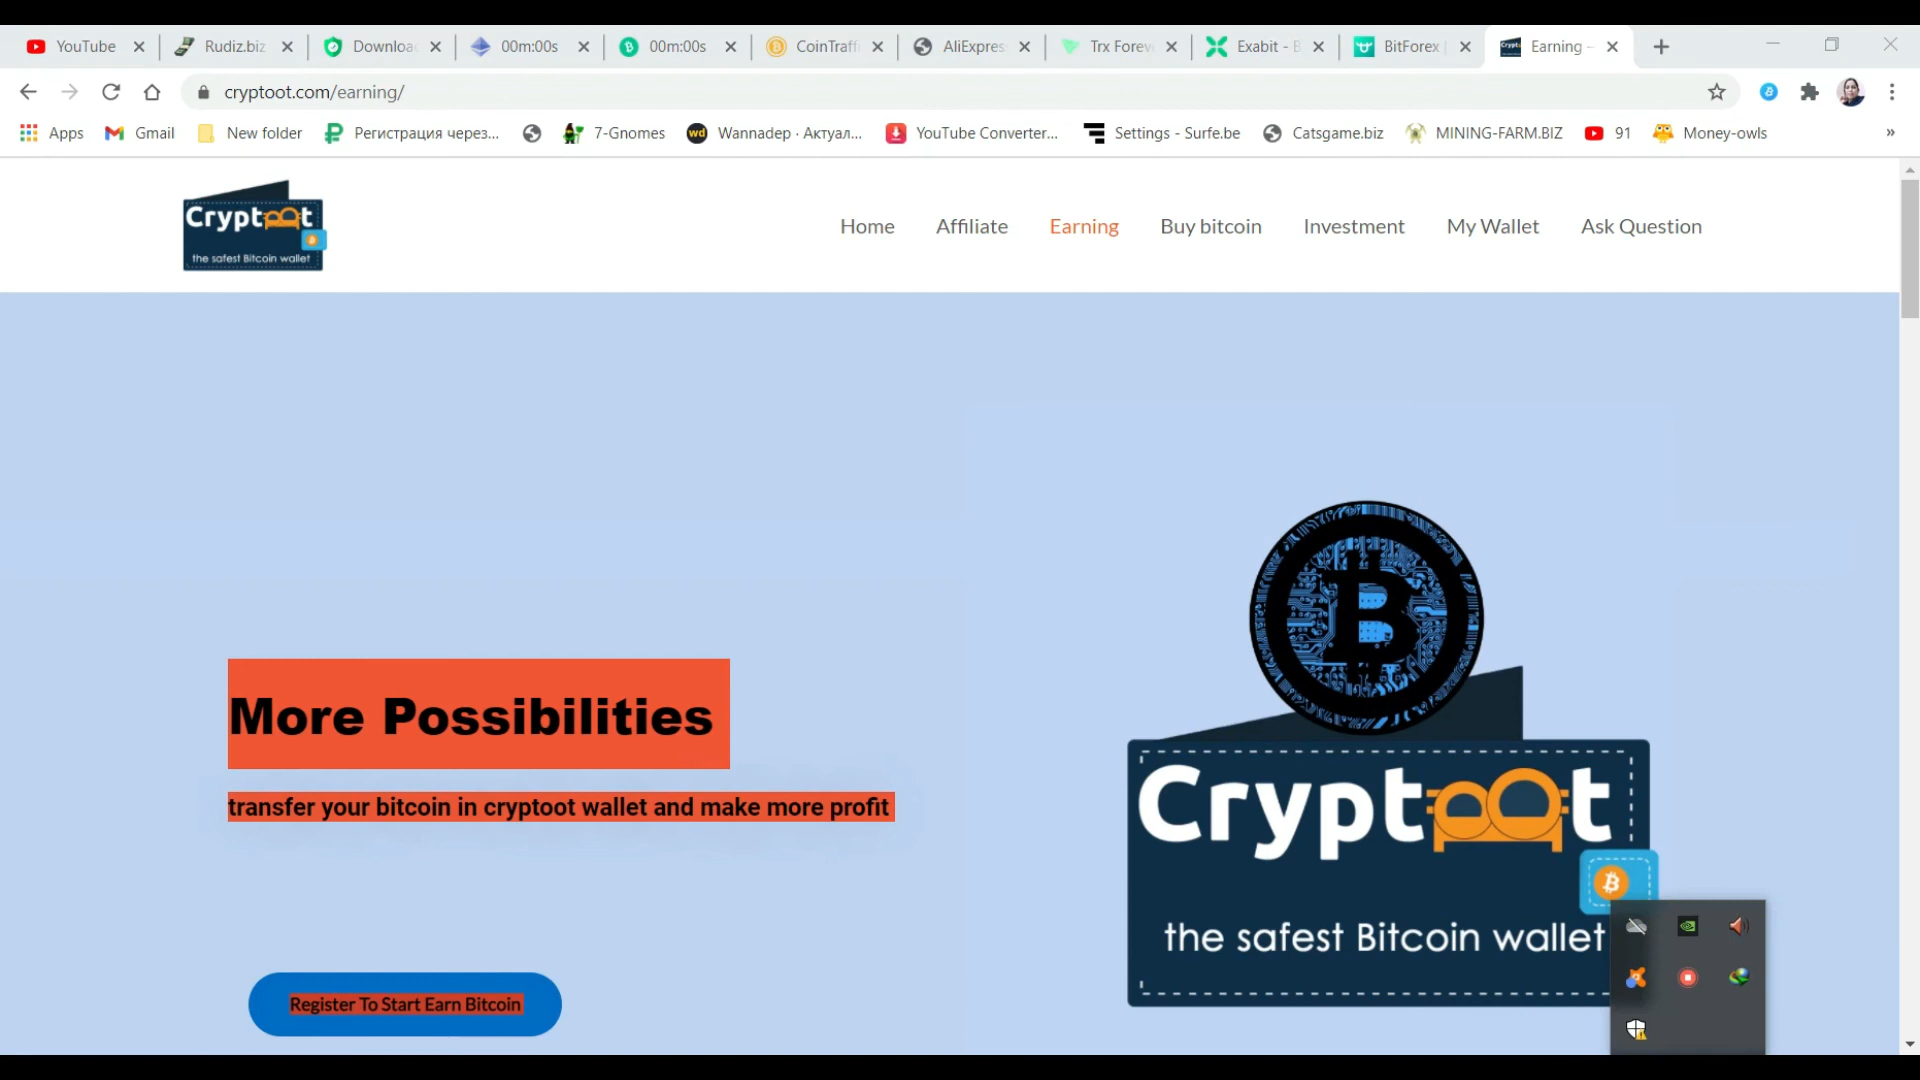 YouTube
Rudiz.biz
Downloa
00m:00s
00m:00s
CoinTraffi
AliExpres
Trx Forev
Exabit - B
BitForex |
Earning –
cryptoot.com/earning/
Apps
Gmail
New folder
Регистрация через...
7-Gnomes
wd
Wannadep · Актуал...
YouTube Converter...
Settings - Surfe.be
Catsgame.biz
MINING-FARM.BIZ
91
Money-owls
»
Cryptoot
the safest Bitcoin wallet
Home
Affiliate
Earning
Buy bitcoin
Investment
My Wallet
Ask Question
More Possibilities
transfer your bitcoin in cryptoot wallet and make more profit
Register To Start Earn Bitcoin
Cryptoot
the safest Bitcoin wallet